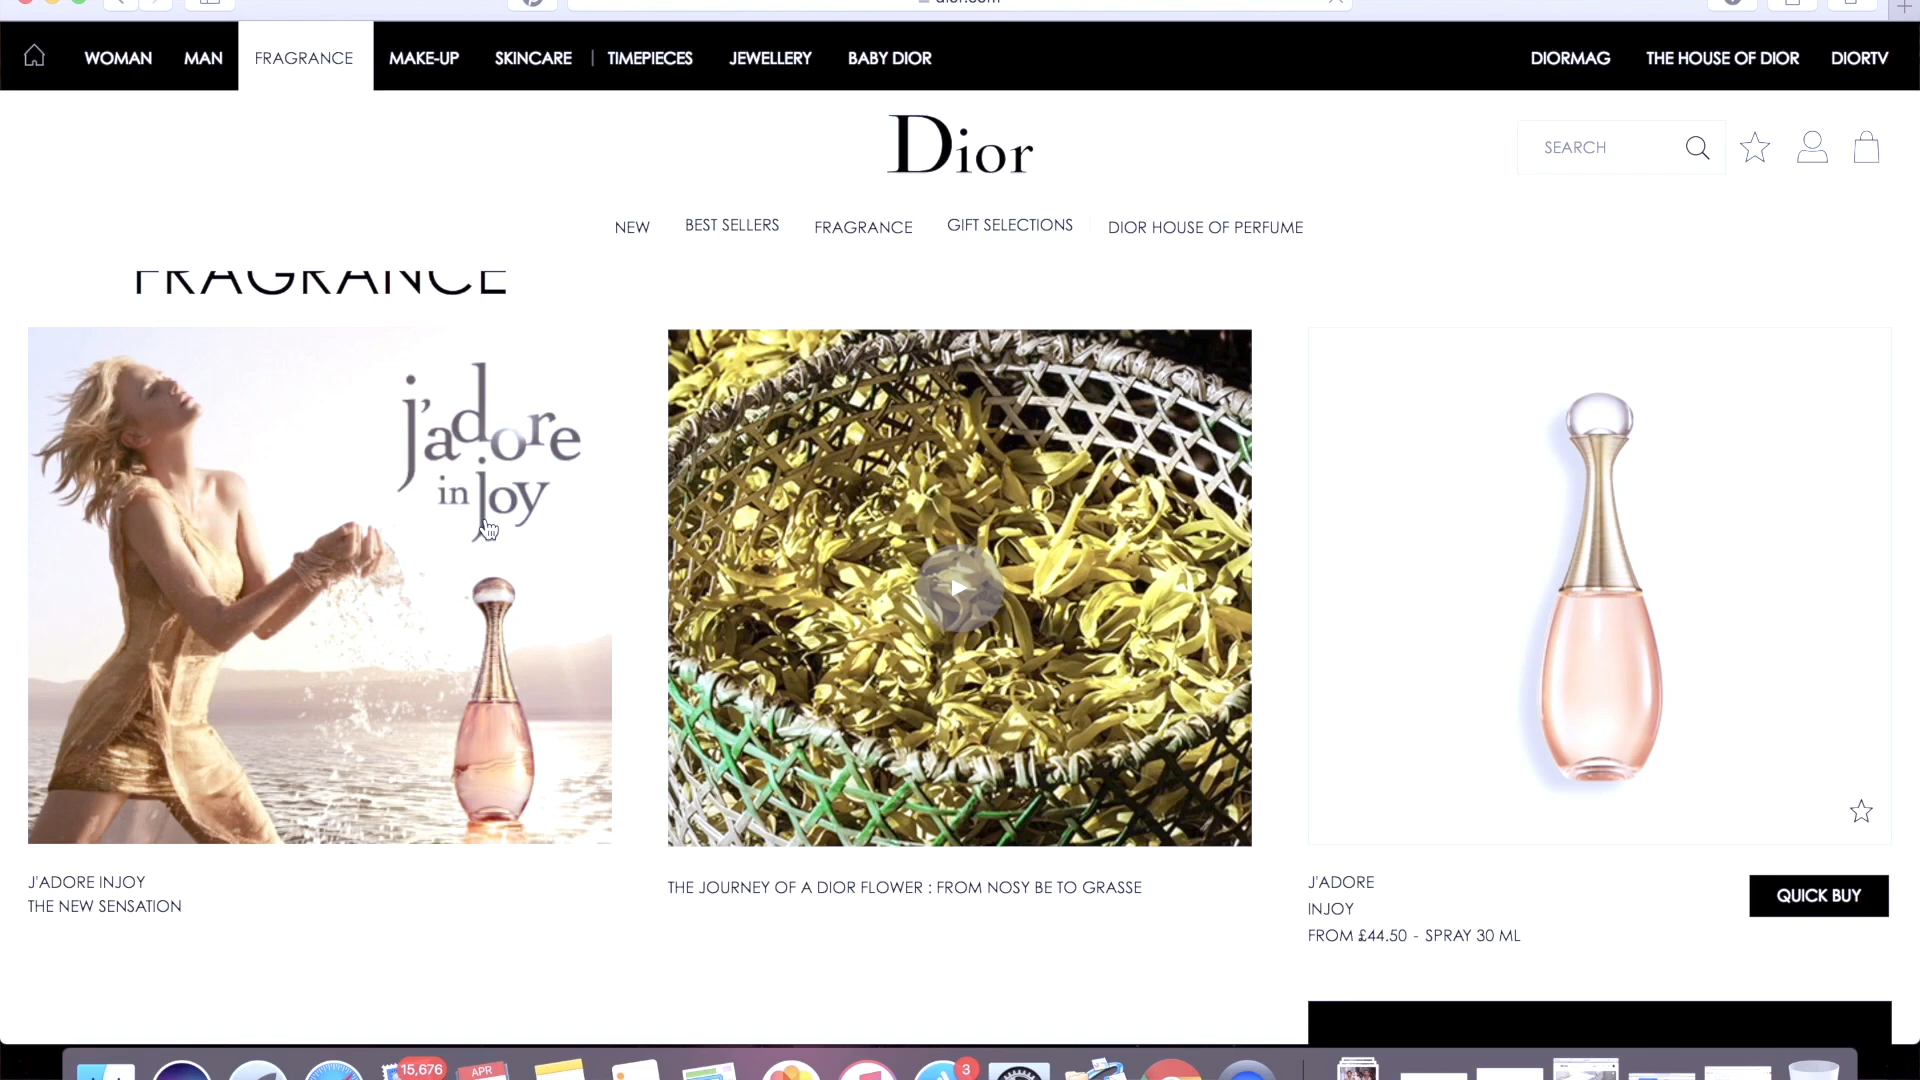 WOMAN MAN FRAGRANCE MAKE-UP SKINCARE | TIMEPIECES JEWELLERY BABY DIOR DIORMAG THE HOUSE OF DIOR DIORTV
Dior
SEARCH
NEW BEST SELLERS FRAGRANCE GIFT SELECTIONS DIOR HOUSE OF PERFUME
FRAGRANCE
j'adore
in joy
J'ADORE INJOY
THE NEW SENSATION
THE JOURNEY OF A DIOR FLOWER : FROM NOSY BE TO GRASSE
J'ADORE
INJOY
FROM £44.50 - SPRAY 30 ML
QUICK BUY
15,676
APR
3